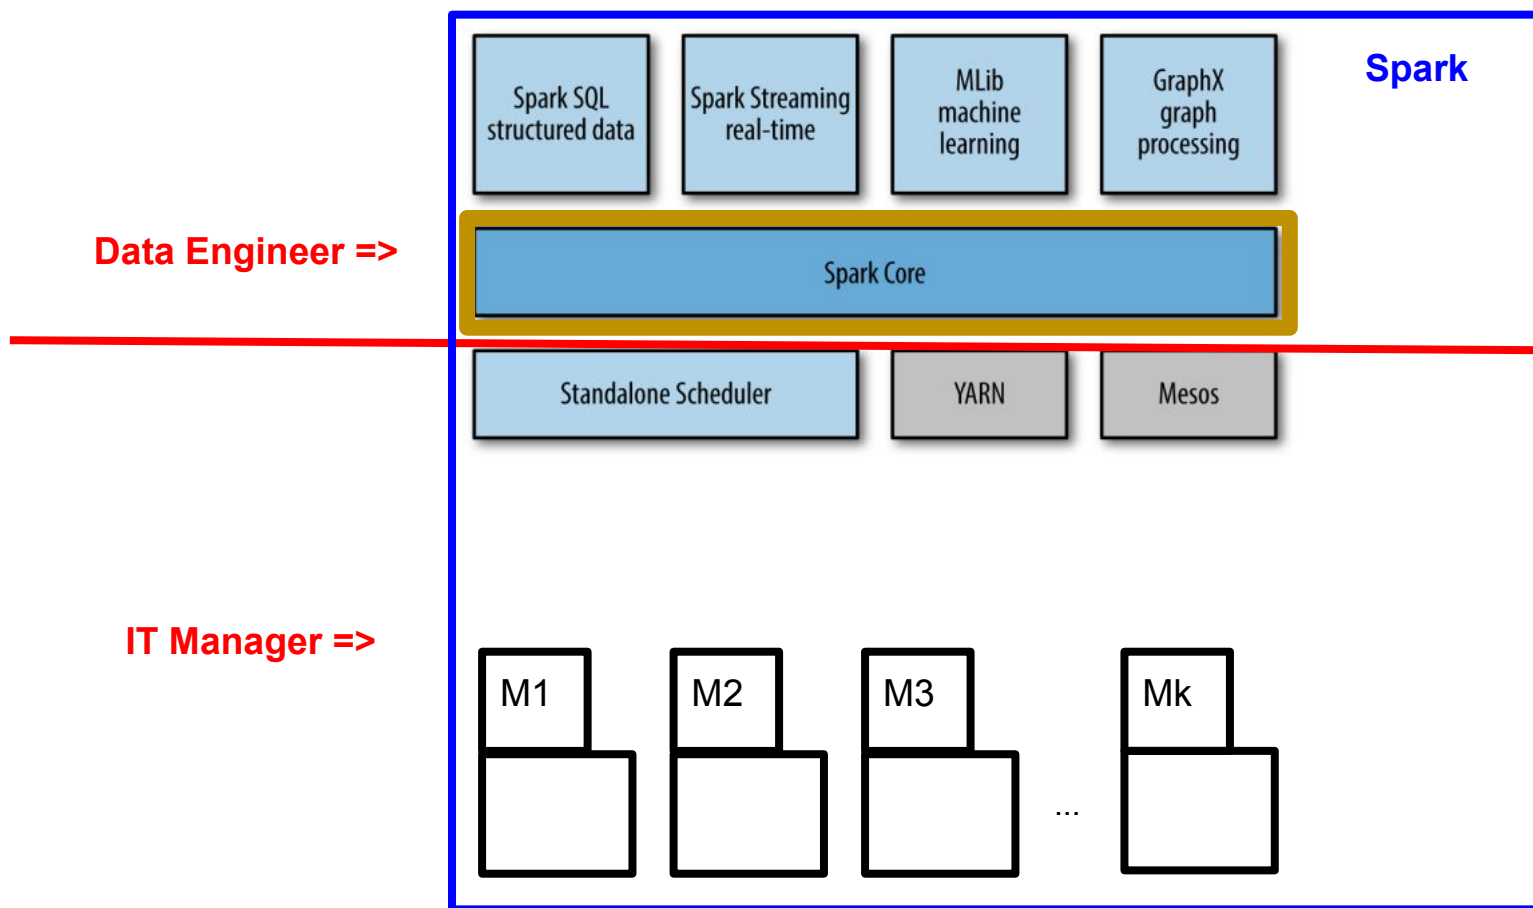 Spark
Spark SQL
structured data
Spark Streaming
real-time
MLib
machine
learning
GraphX
graph
processing
Data Engineer =>
Spark Core
Standalone Scheduler
YARN
Mesos
IT Manager =>
M1
M2
M3
Mk
...